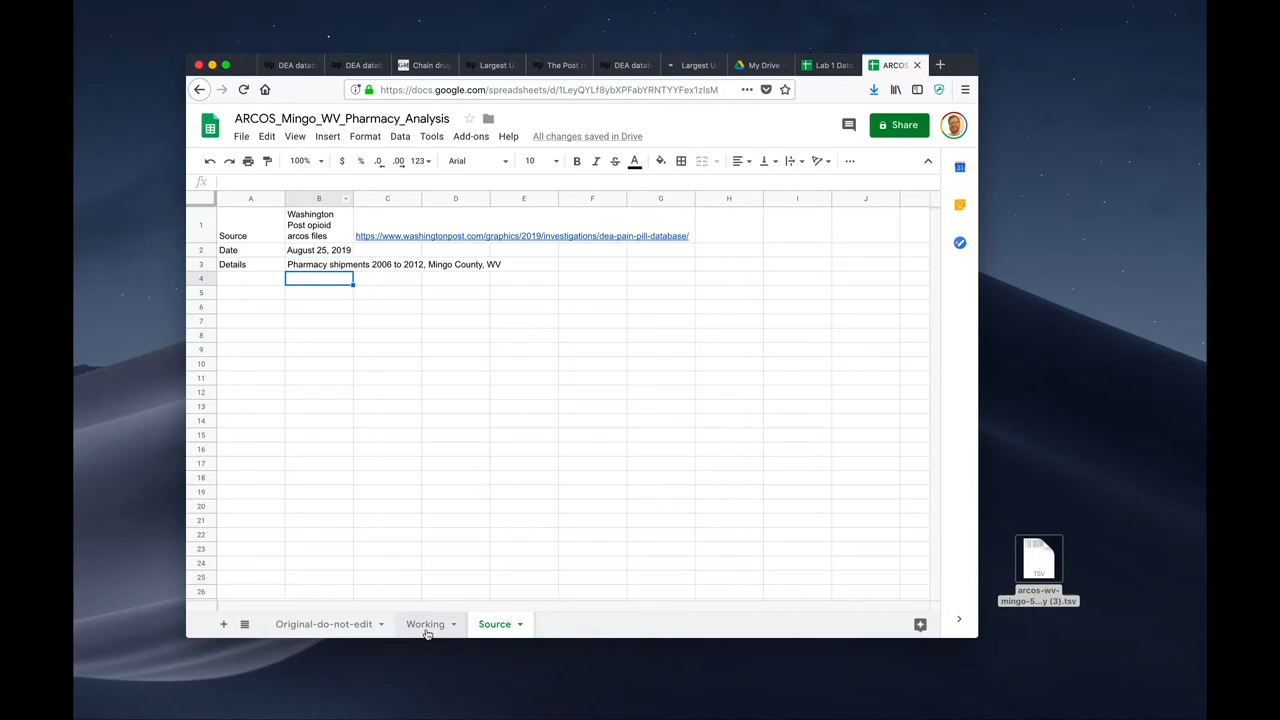 DEA datab
DEA datab
GM
Chain drug
Largest U
The Post r
DEA datab
Largest U
My Drive -
Lab 1 Data
ARCOS
https://docs.google.com/spreadsheets/d/1LeyQYLf8ybXPFabYRNTYYFex1zlsM
ARCOS_Mingo_WV_Pharmacy_Analysis
Share
File Edit View Insert Format Data Tools Add-ons Help All changes saved in Drive
100% $ % .0 .00 123 Arial 10 B I S A
fx
A B C D E F G H I J
1 Source Washington Post opioid arcos files https://www.washingtonpost.com/graphics/2019/investigations/dea-pain-pill-database/
2 Date August 25, 2019
3 Details Pharmacy shipments 2006 to 2012, Mingo County, WV
4
5
6
7
8
9
10
11
12
13
14
15
16
17
18
19
20
21
22
23
24
25
26
Original-do-not-edit Working Source
31
TSV
arcos-wv-
mingo-5...y (3).tsv